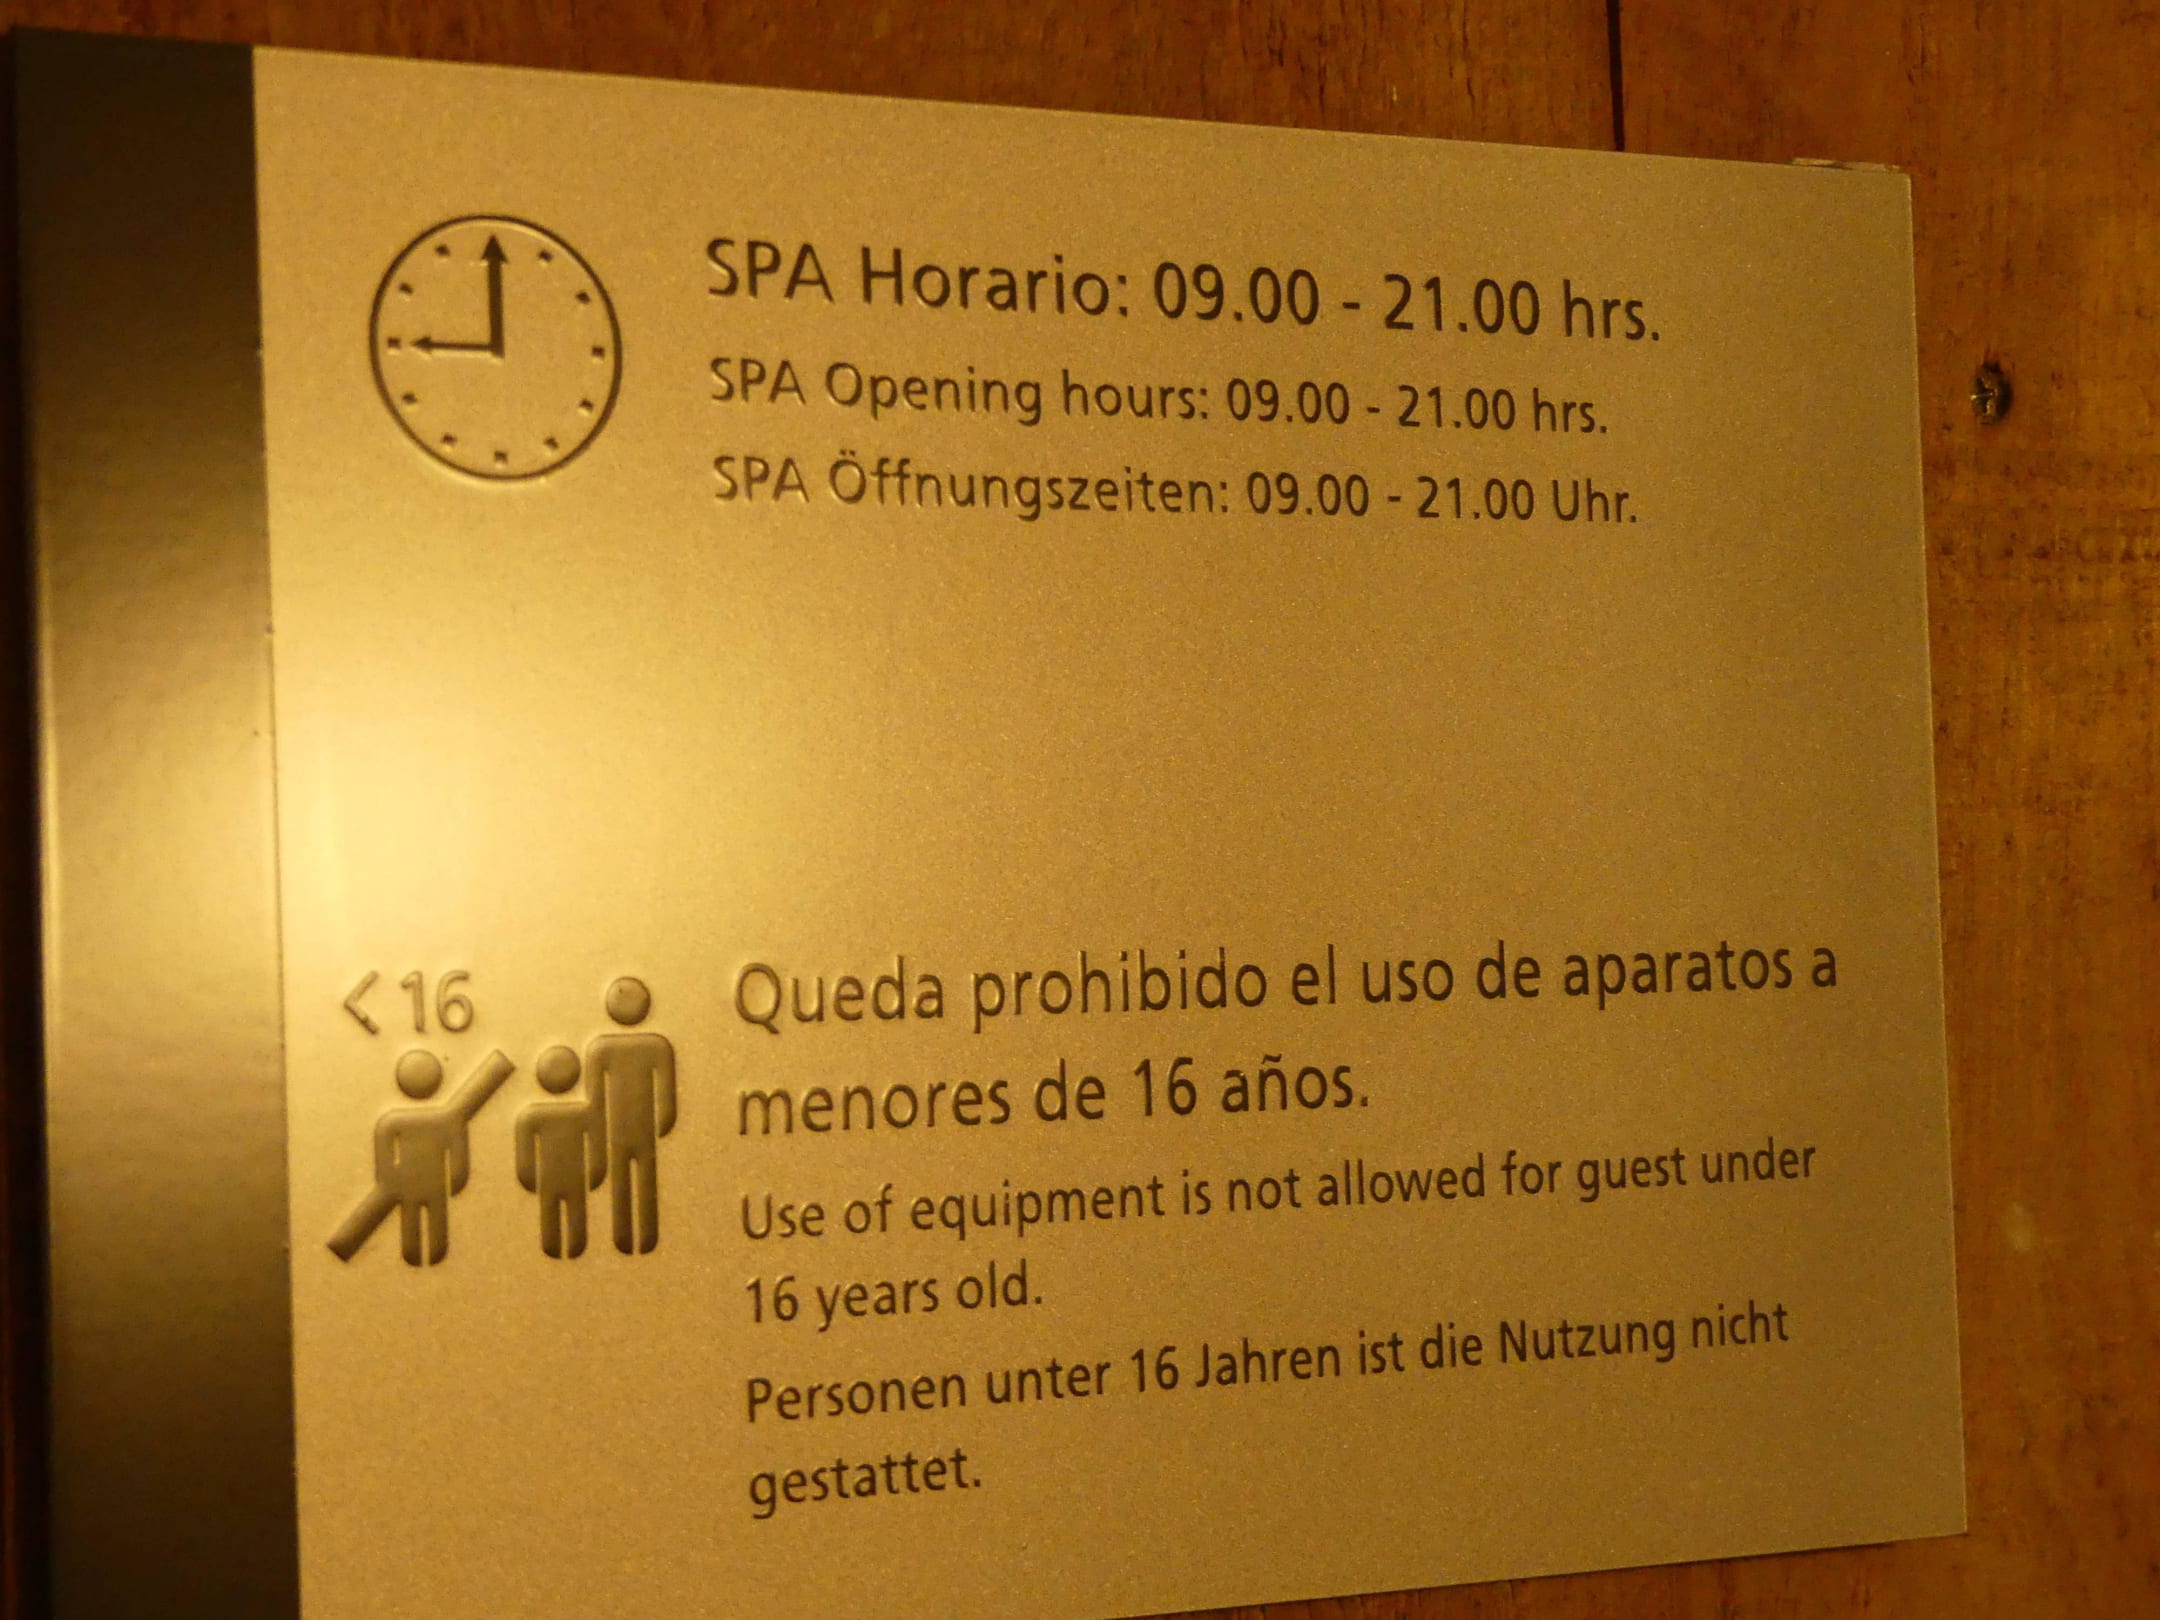 SPA Horario: 09.00 - 21.00 hrs.
SPA Opening hours: 09.00 - 21.00 hrs.
SPA Öffnungszeiten: 09.00 - 21.00 Uhr.
<16
Queda prohibido el uso de aparatos a
menores de 16 años.
Use of equipment is not allowed for guest under
16 years old.
Personen unter 16 Jahren ist die Nutzung nicht
gestattet.